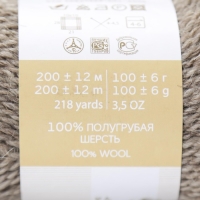 200 ± 12 м 100 ± 6 г
200 ± 12 m 100 ± 6 g
218 yards 3,5 OZ
100% ПОЛУГРУБАЯ
ШЕРСТЬ
100% WOOL